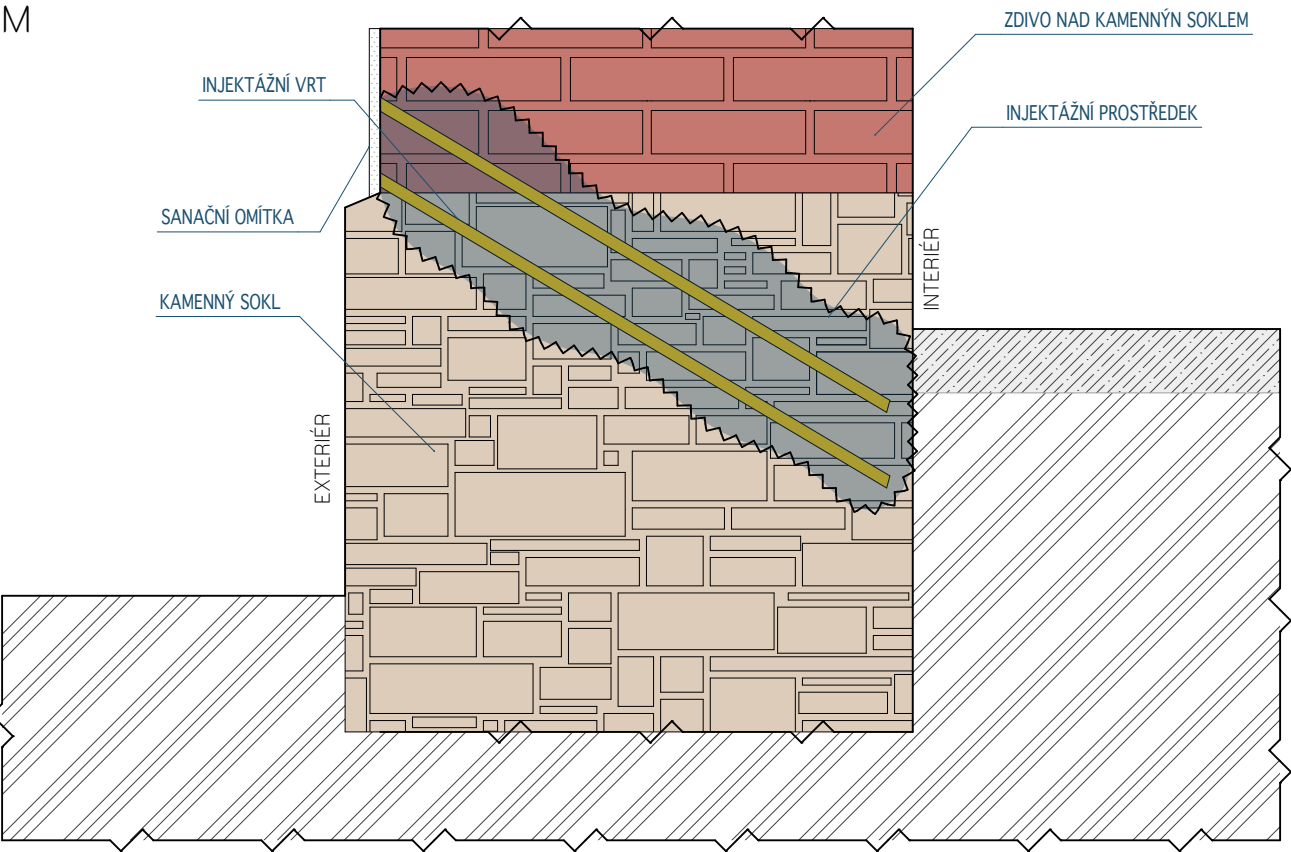 M
ZDIVO NAD KAMENNÝN SOKLEM
INJEKTÁŽNÍ VRT
INJEKTÁŽNÍ PROSTŘEDEK
SANAČNÍ OMÍTKA
INTERIÉR
KAMENNÝ SOKL
EXTERIÉR